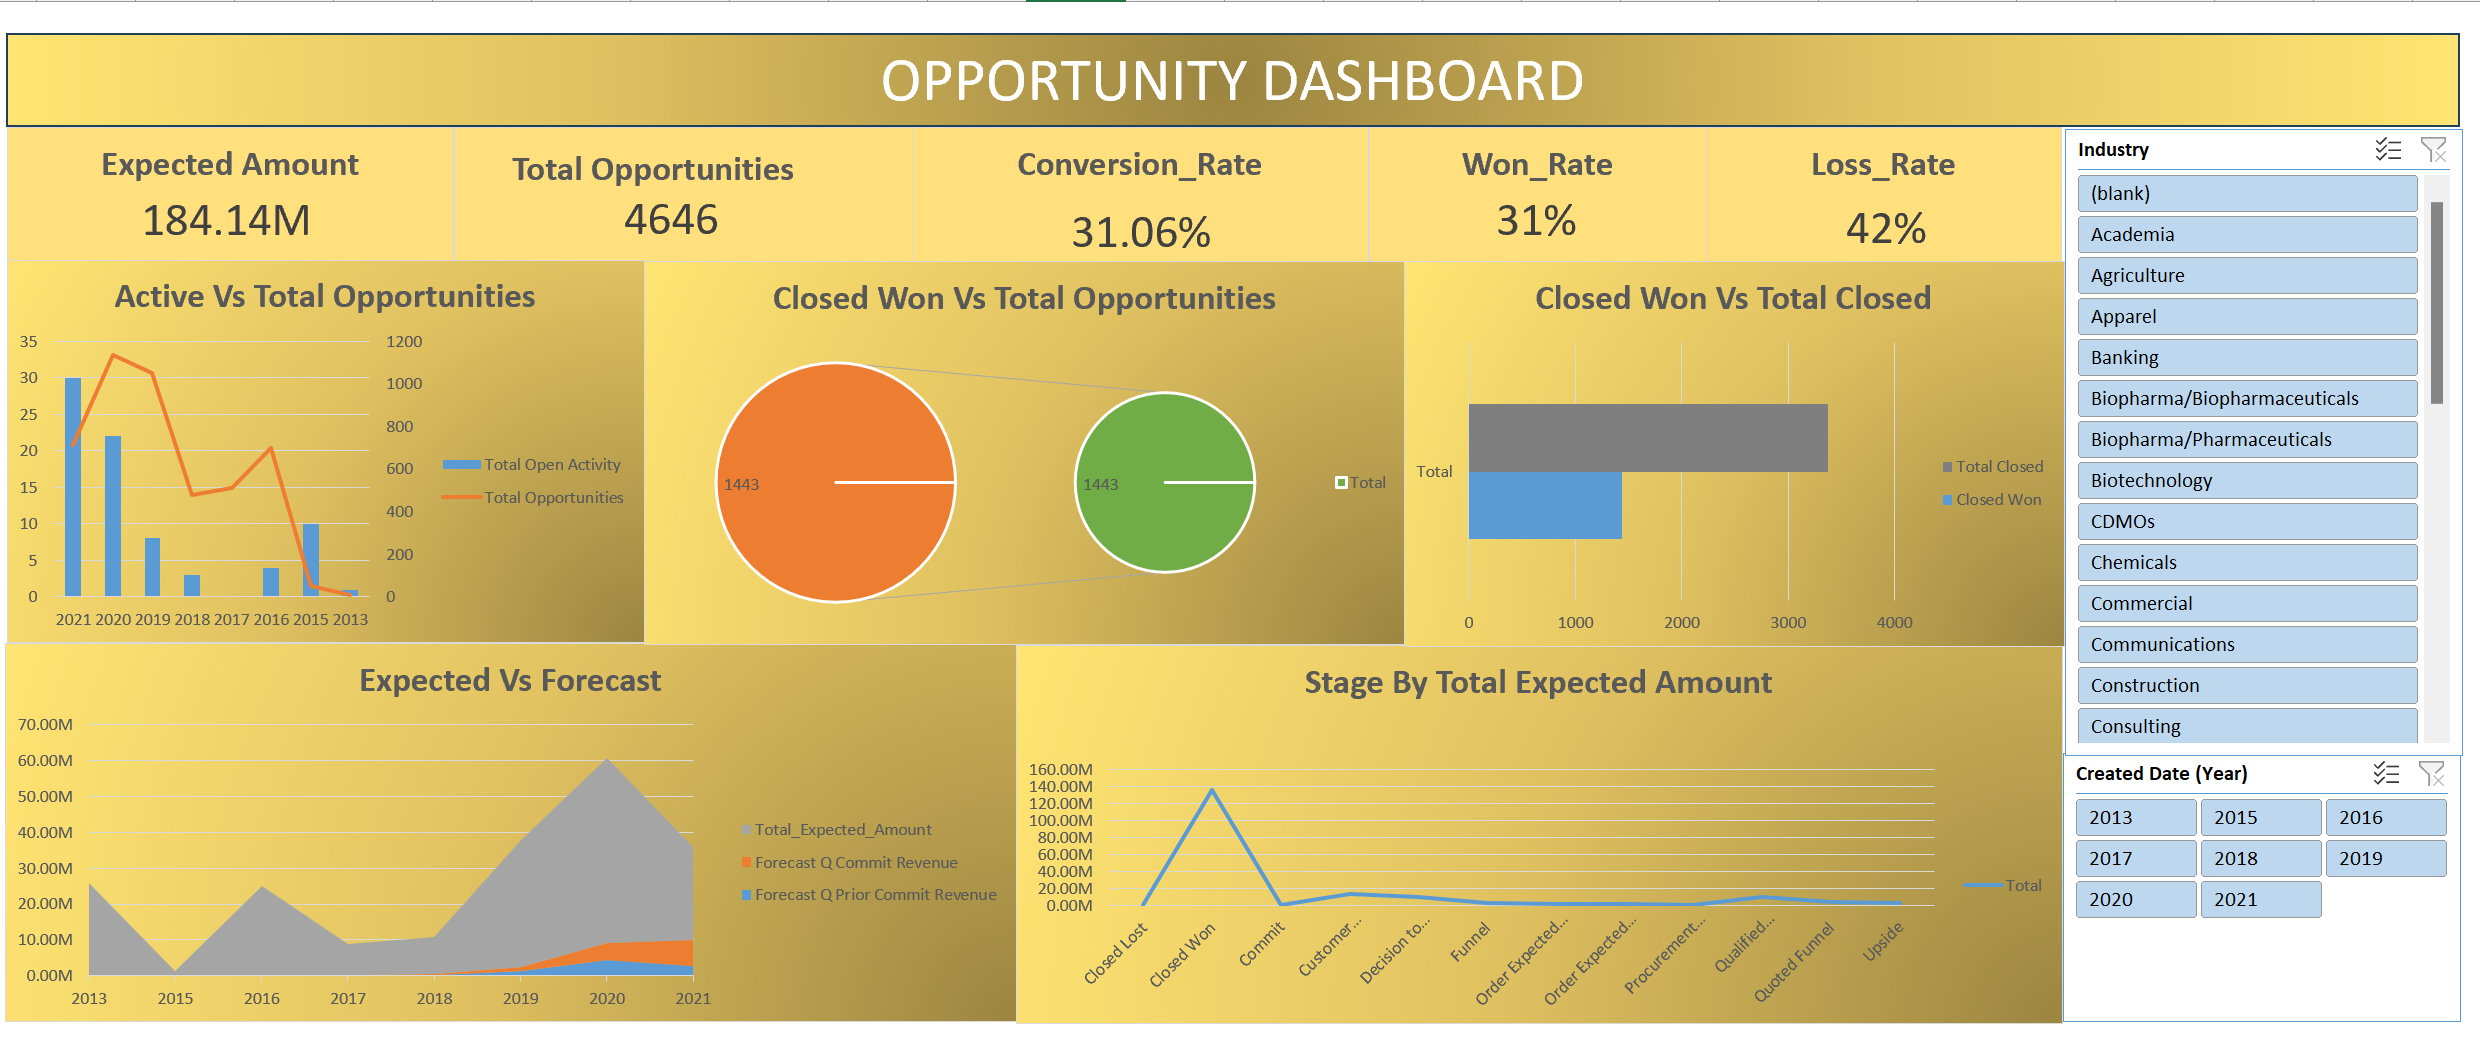 OPPORTUNITY DASHBOARD
Expected Amount
184.14M
Total Opportunities
4646
Conversion_Rate
31.06%
Won_Rate
31%
Loss_Rate
42%
Active Vs Total Opportunities
35
30
25
20
15
10
5
0
1200
1000
800
600
400
200
0
2021 2020 2019 2018 2017 2016 2015 2013
Total Open Activity
Total Opportunities
Closed Won Vs Total Opportunities
1443
1443
Total
Closed Won Vs Total Closed
Total
0 1000 2000 3000 4000
Total Closed
Closed Won
Expected Vs Forecast
70.00M
60.00M
50.00M
40.00M
30.00M
20.00M
10.00M
0.00M
2013 2015 2016 2017 2018 2019 2020 2021
Total_Expected_Amount
Forecast Q Commit Revenue
Forecast Q Prior Commit Revenue
Stage By Total Expected Amount
160.00M
140.00M
120.00M
100.00M
80.00M
60.00M
40.00M
20.00M
0.00M
Closed Lost
Closed Won
Commit
Customer...
Decision to...
Funnel
Order Expected...
Order Expected...
Procurement...
Qualified...
Quoted Funnel
Upside
Total
Industry
(blank)
Academia
Agriculture
Apparel
Banking
Biopharma/Biopharmaceuticals
Biopharma/Pharmaceuticals
Biotechnology
CDMOs
Chemicals
Commercial
Communications
Construction
Consulting
Created Date (Year)
2013 2015 2016
2017 2018 2019
2020 2021